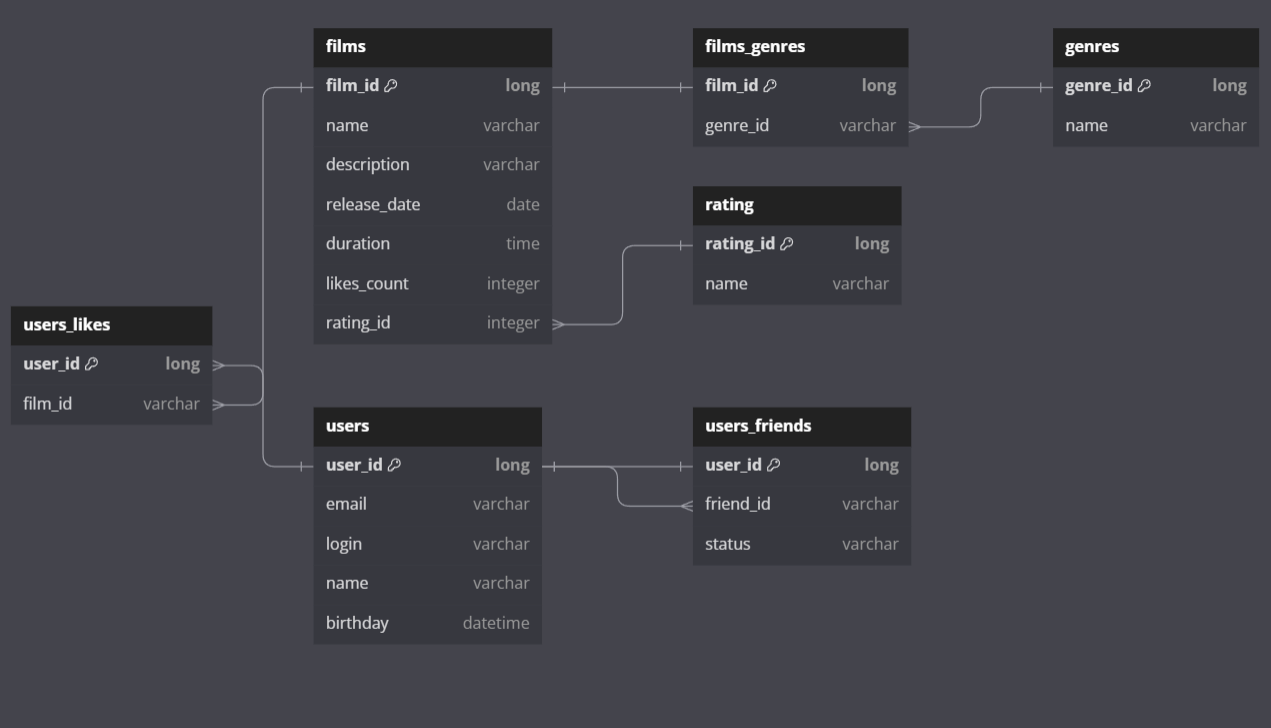 films
film_id long
name varchar
description varchar
release_date date
duration time
likes_count integer
rating_id integer
films_genres
film_id long
genre_id varchar
genres
genre_id long
name varchar
rating
rating_id long
name varchar
users_likes
user_id long
film_id varchar
users
user_id long
email varchar
login varchar
name varchar
birthday datetime
users_friends
user_id long
friend_id varchar
status varchar